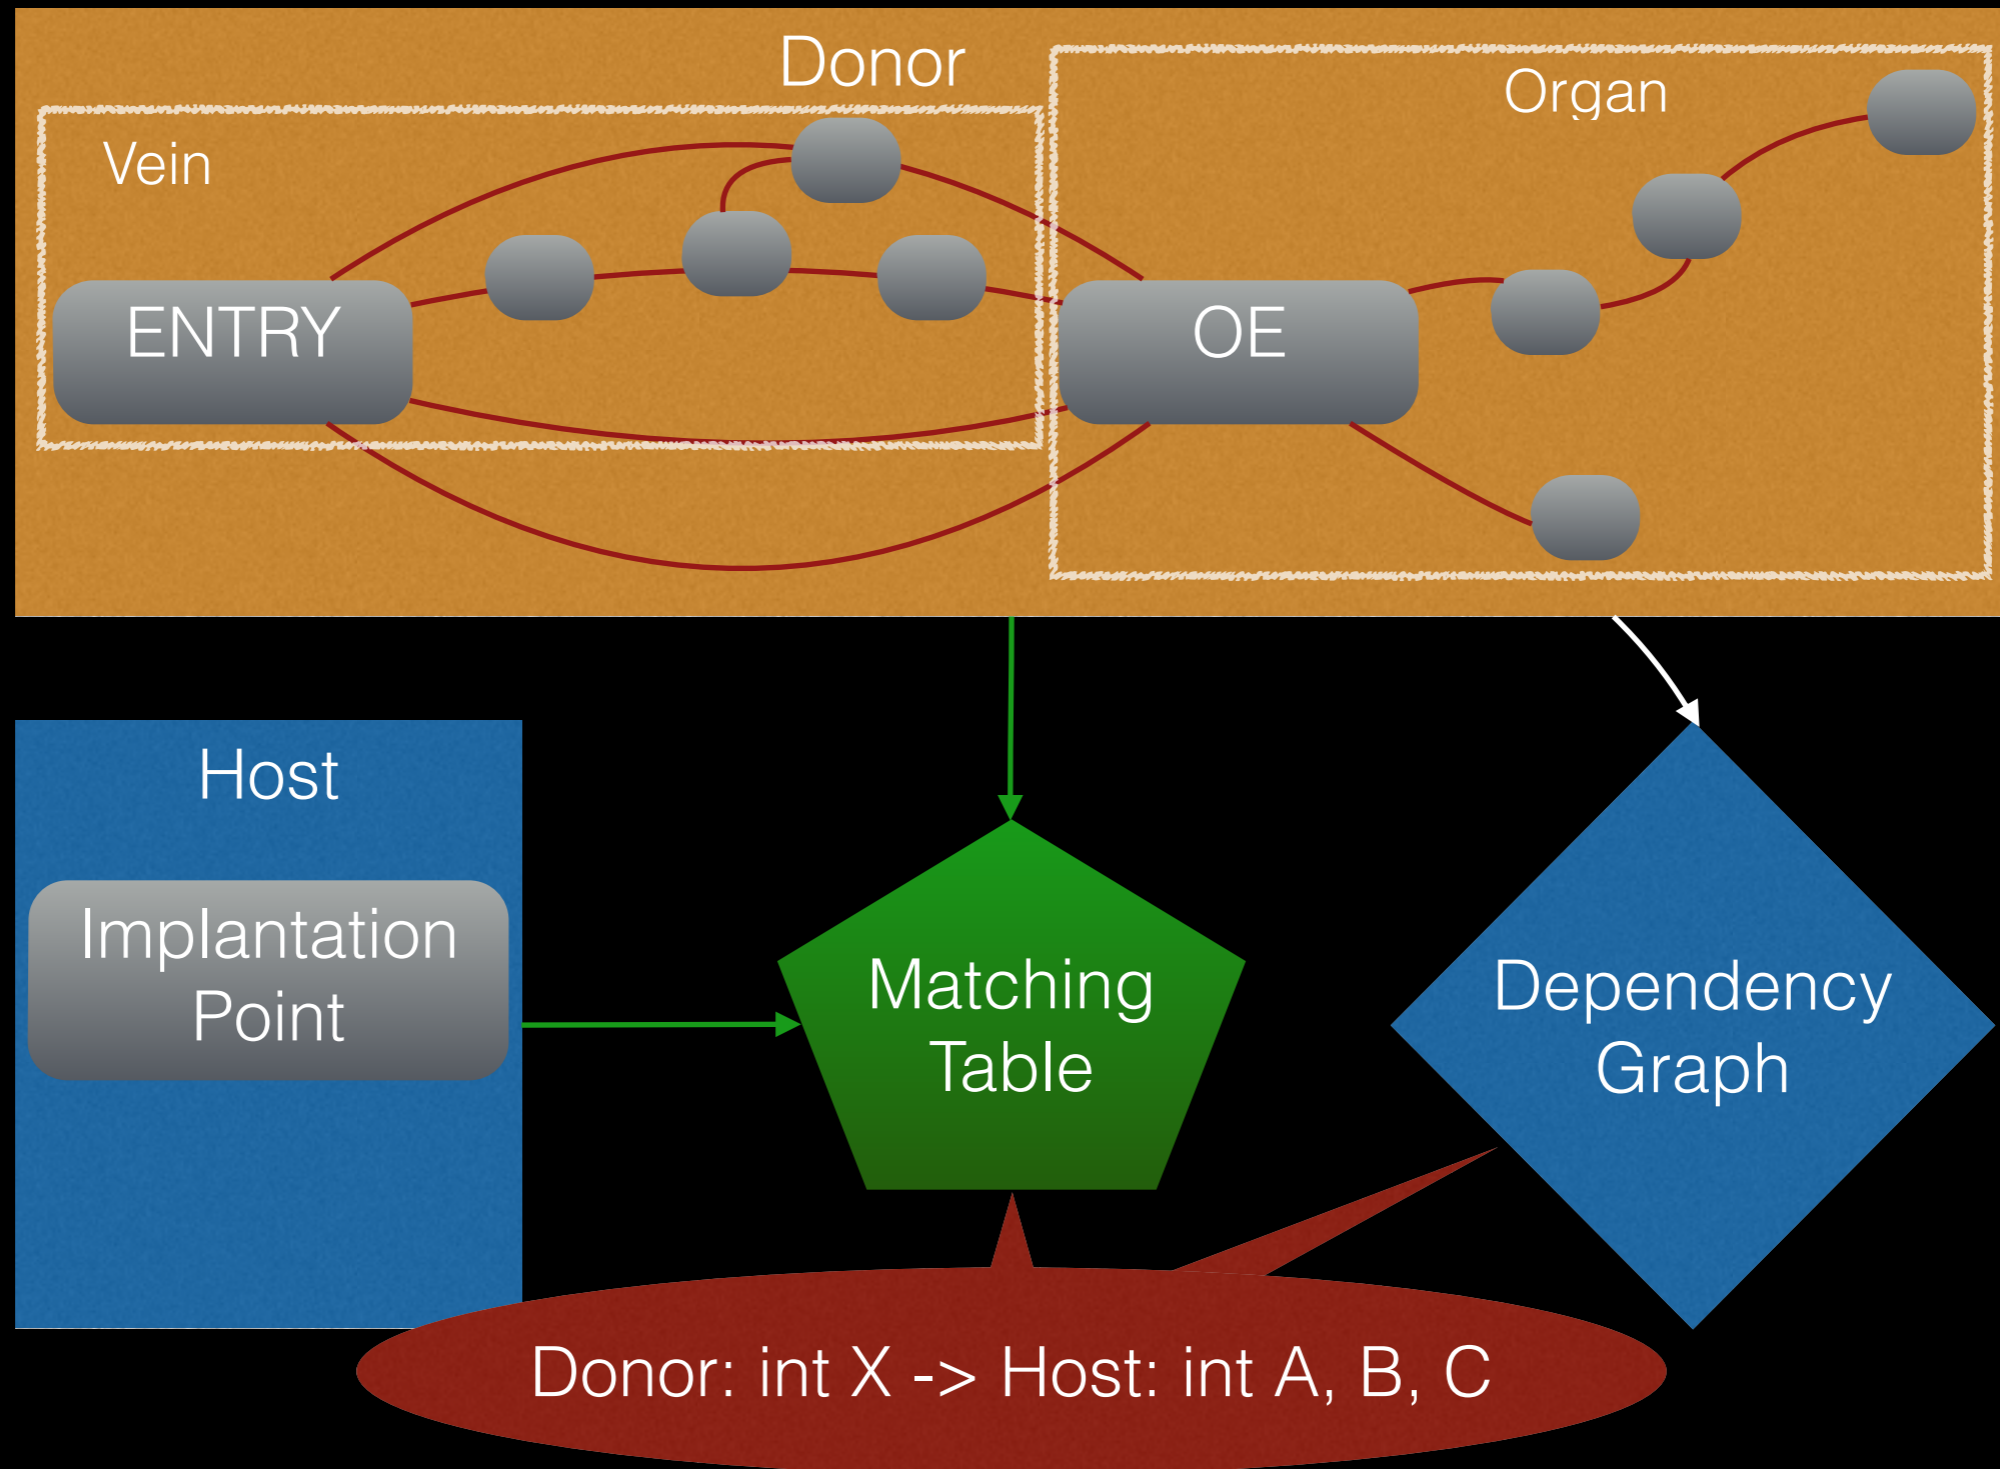 Donor
Organ
Vein
ENTRY
OE
Host
Implantation
Point
Matching
Table
Dependency
Graph
Donor: int X -> Host: int A, B, C